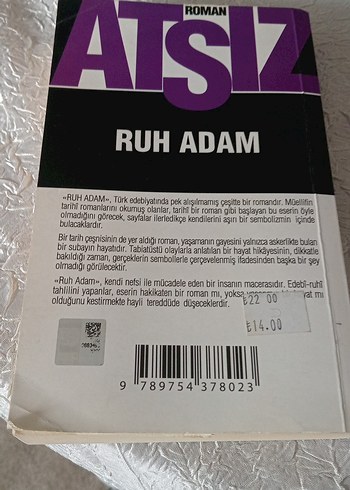 ROMAN
ATSIZ
RUH ADAM
«RUH ADAM», Türk edebiyatında pek alışılmamış çeşitte bir romandır. Müellifin
tarihî romanlarını okumuş olanlar, tarihî bir roman gibi başlayan bu eserin öyle
olmadığını görecek, sayfalar ilerledikçe kendilerini aşırı bir sembolizmin içinde
bulacaklardır.
Bir tarih çeşnisinin de yer aldığı roman, yaşamanın gayesini yalnızca askerlikte bulan
bir subayın hayatıdır. Tabiatüstü olaylarla anlatılan bir hayat hikâyesinin, dikkatle
bakıldığı zaman, gerçeklerin sembollerle çerçevelenmiş ifadesinden başka bir şey
olmadığı görülecektir.
«Ruh Adam», kendi nefsi ile mücadele eden bir insanın macerasıdır. Edebî-ruhî
tahlilini yapanlar, eserin hakikaten bir roman mı, yoksa
olduğunu kestirmekte hayli tereddüde düşeceklerdir.
₺22 00
₺14.00
9 789754 378023